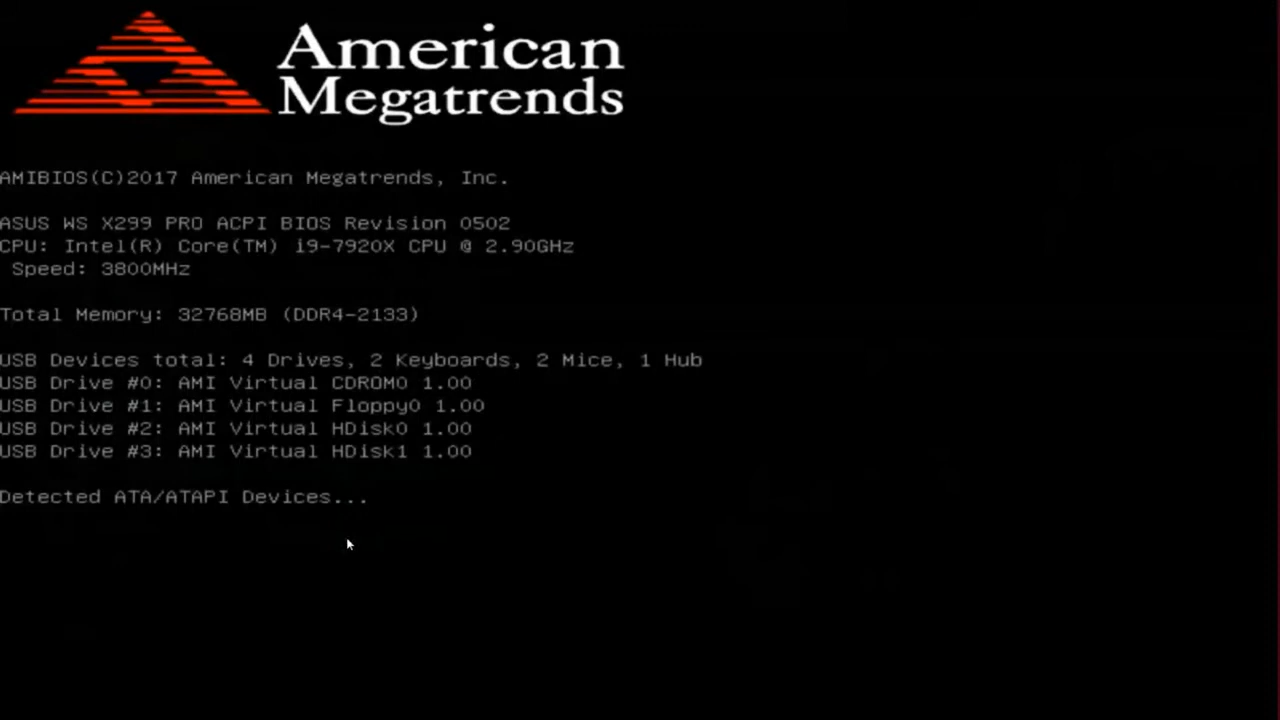 American
Megatrends
AMIBIOS(C)2017 American Megatrends, Inc.
ASUS WS X299 PRO ACPI BIOS Revision 0502
CPU: Intel(R) Core(TM) i9-7920X CPU @ 2.90GHz
Speed: 3800MHz
Total Memory: 32768MB (DDR4-2133)
USB Devices total: 4 Drives, 2 Keyboards, 2 Mice, 1 Hub
USB Drive #0: AMI Virtual CDROM0 1.00
USB Drive #1: AMI Virtual Floppy0 1.00
USB Drive #2: AMI Virtual HDisk0 1.00
USB Drive #3: AMI Virtual HDisk1 1.00
Detected ATA/ATAPI Devices...